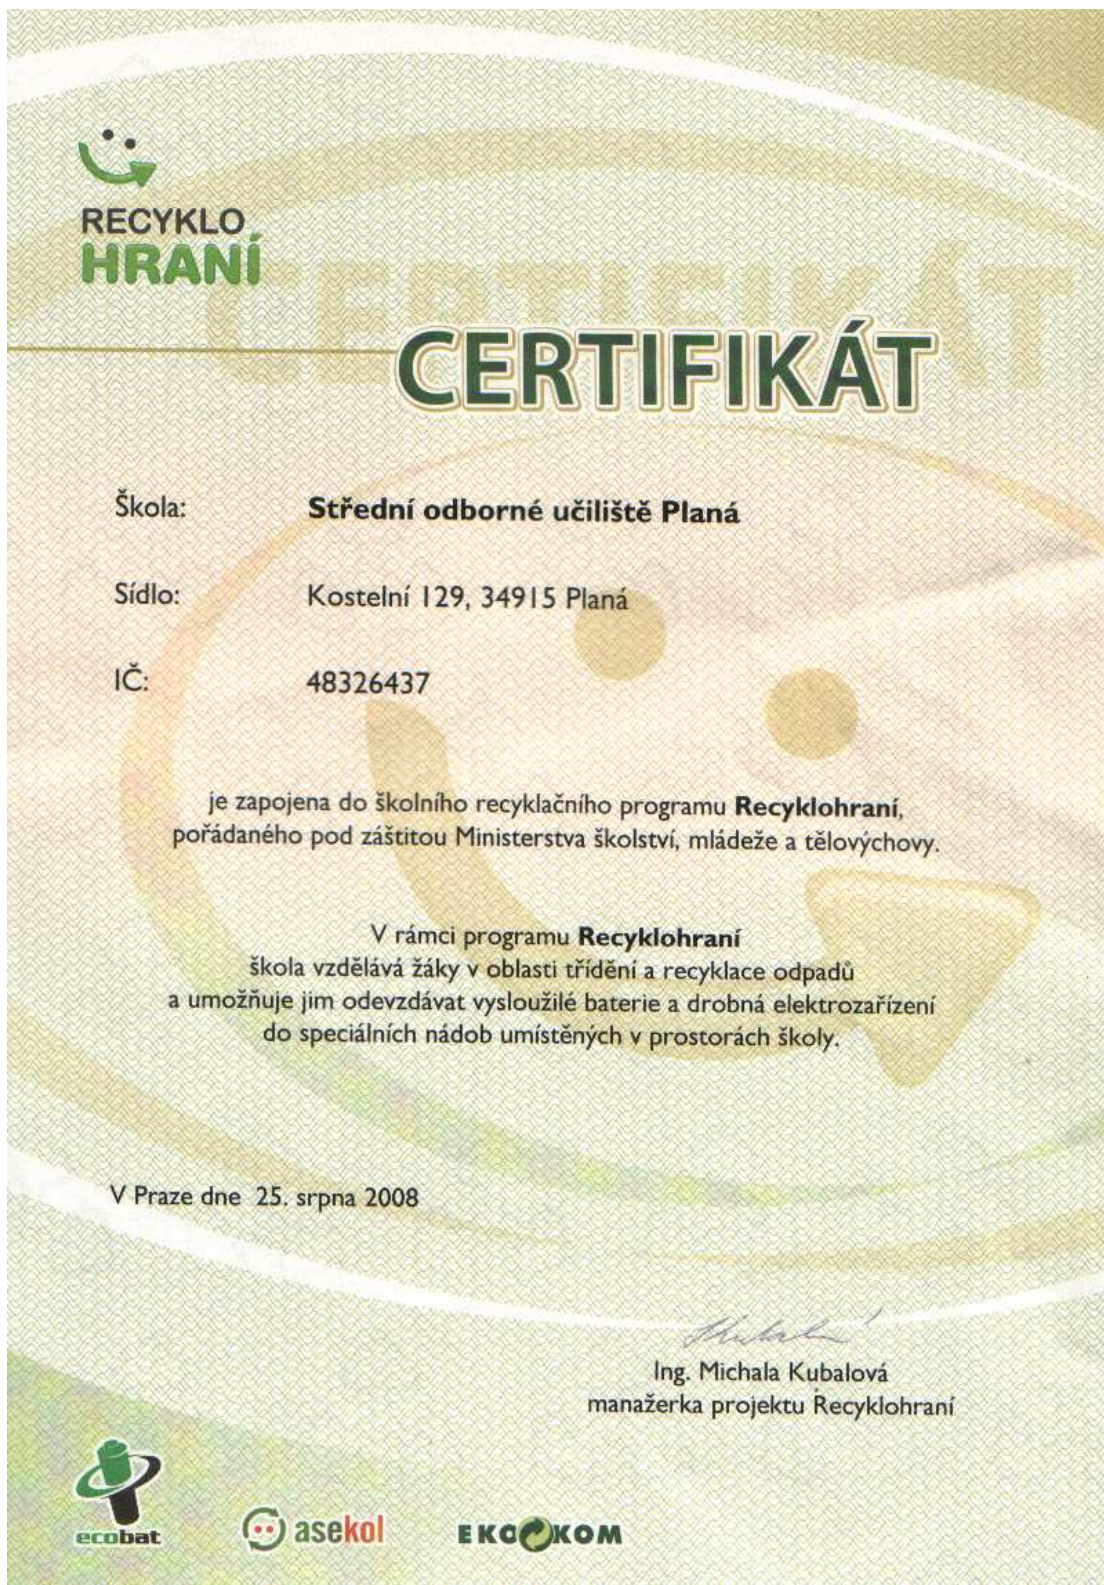 RECYKLO
HRANÍ
CERTIFIKÁT
CERTIFIKÁT
Škola: Střední odborné učiliště Planá
Sídlo: Kostelní 129, 34915 Planá
IČ: 48326437
je zapojena do školního recyklačního programu Recyklohraní,
pořádaného pod záštitou Ministerstva školství, mládeže a tělovýchovy.
V rámci programu Recyklohraní
škola vzdělává žáky v oblasti třídění a recyklace odpadů
a umožňuje jim odevzdávat vysloužilé baterie a drobná elektrozařízení
do speciálních nádob umístěných v prostorách školy.
V Praze dne 25. srpna 2008
Ing. Michala Kubalová
manažerka projektu Recyklohraní
ecobat
asekol
EKO KOM